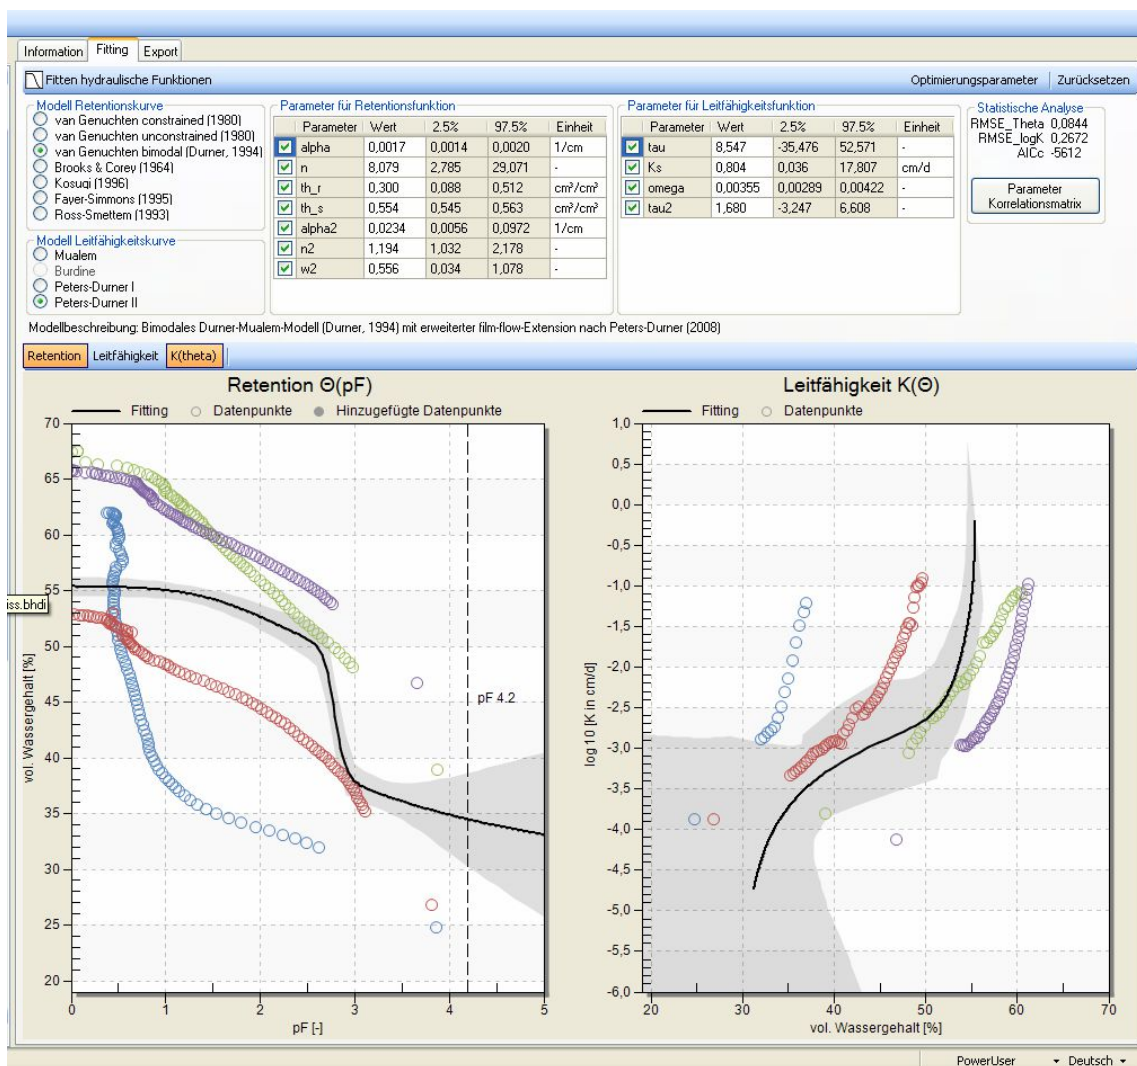 Information Fitting Export
Fitten hydraulische Funktionen Optimierungsparameter Zurücksetzen
Modell Retentionskurve
van Genuchten constrained (1980)
van Genuchten unconstrained (1980)
van Genuchten bimodal (Durner, 1994)
Brooks & Corey (1964)
Kosugi (1996)
Fayer-Simmons (1995)
Ross-Smettem (1993)
Modell Leitfähigkeitskurve
Mualem
Burdine
Peters-Durner I
Peters-Durner II
Parameter für Retentionsfunktion
Parameter Wert 2.5% 97.5% Einheit
alpha 0,0017 0,0014 0,0020 1/cm
n 8,079 2,785 29,071 -
th_r 0,300 0,088 0,512 cm³/cm³
th_s 0,554 0,545 0,563 cm³/cm³
alpha2 0,0234 0,0056 0,0972 1/cm
n2 1,194 1,032 2,178 -
w2 0,556 0,034 1,078 -
Parameter für Leitfähigkeitsfunktion
Parameter Wert 2.5% 97.5% Einheit
tau 8,547 -35,476 52,571 -
Ks 0,804 0,036 17,807 cm/d
omega 0,00355 0,00289 0,00422 -
tau2 1,680 -3,247 6,608 -
Statistische Analyse
RMSE_Theta 0,0844
RMSE_logK 0,2672
AICc -5612
Parameter
Korrelationsmatrix
Modellbeschreibung: Bimodales Durner-Mualem-Modell (Durner, 1994) mit erweiterter film-flow-Extension nach Peters-Durner (2008)
Retention Leitfähigkeit K(theta)
Retention Θ(pF)
Fitting Datenpunkte Hinzugefügte Datenpunkte
70
65
60
55
50
45
40
35
30
25
20
vol. Wassergehalt [%]
iss.bhdi
pF 4.2
0 1 2 3 4 5
pF [-]
Leitfähigkeit K(Θ)
Fitting Datenpunkte
1,0
0,5
0,0
-0,5
-1,0
-1,5
-2,0
-2,5
-3,0
-3,5
-4,0
-4,5
-5,0
-5,5
-6,0
log10 [K in cm/d]
20 30 40 50 60 70
vol. Wassergehalt [%]
PowerUser Deutsch